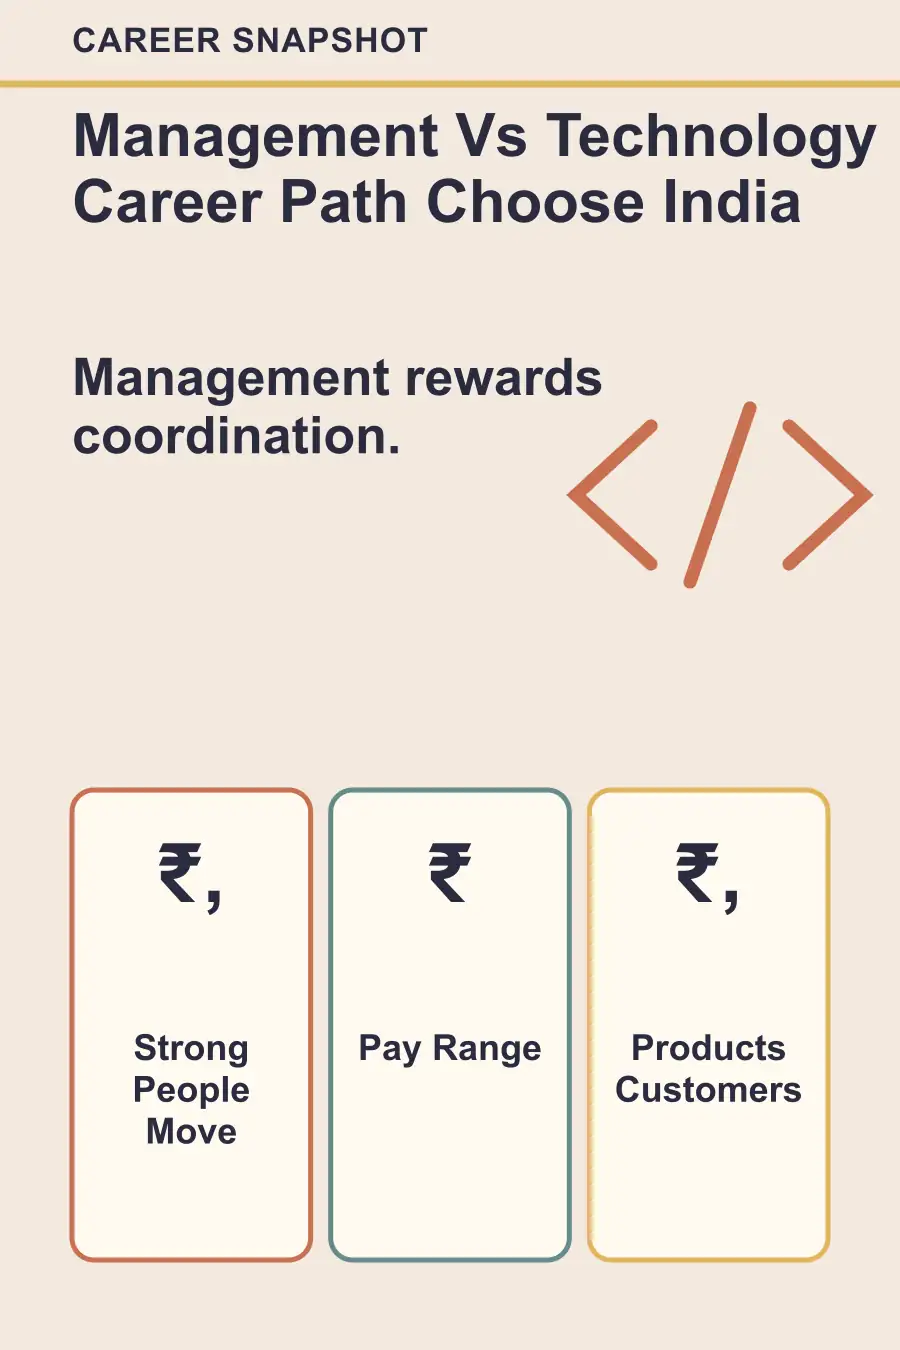 CAREER SNAPSHOT
Management Vs Technology
Career Path Choose India
Management rewards
coordination.
</>
₹,
Strong
People
Move
₹
Pay Range
₹,
Products
Customers